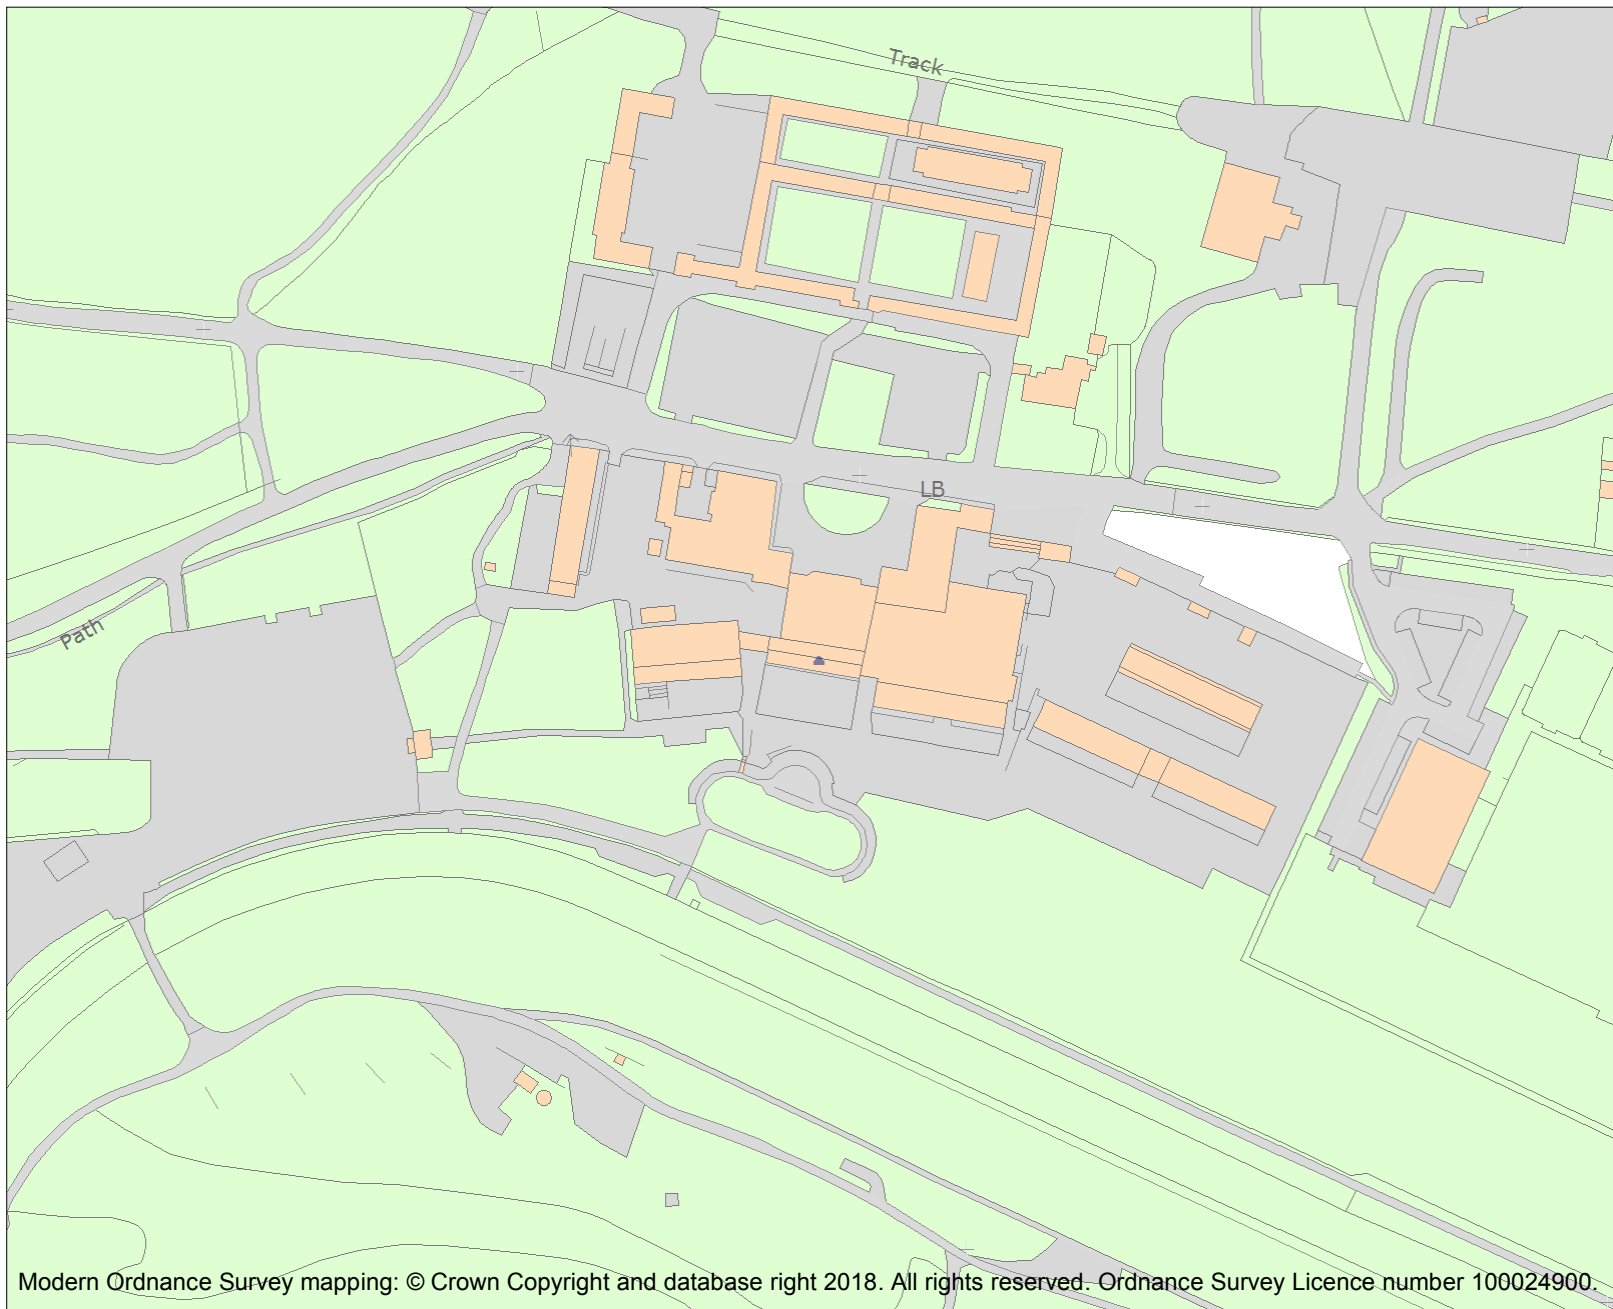 Track
LB
Path
Modern Ordnance Survey mapping: © Crown Copyright and database right 2018. All rights reserved. Ordnance Survey Licence number 100024900.